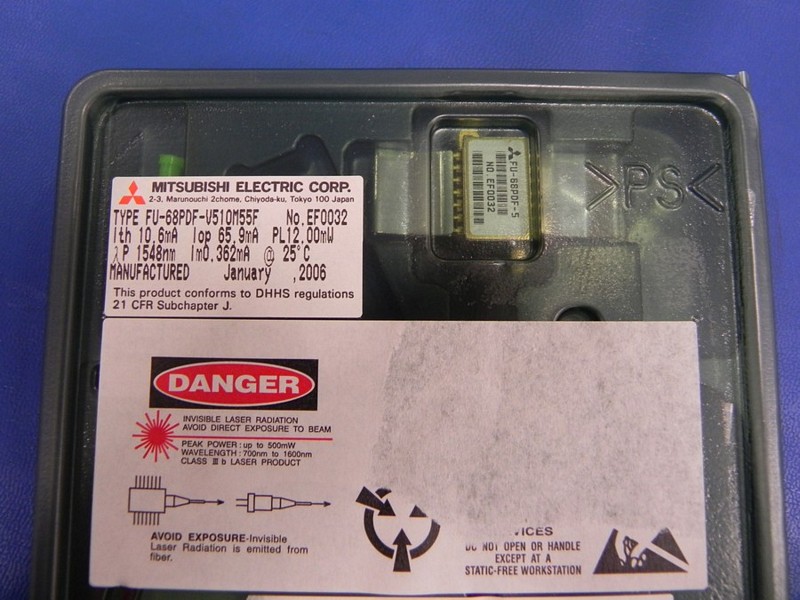 MITSUBISHI ELECTRIC CORP.
2-3, Marunouchi 2chome, Chiyoda-ku, Tokyo 100 Japan
TYPE FU-68PDF-V510M55F No.EF0032
Ith 10.6mA Iop 65.9mA PL12.00mW
λP 1548nm Im0.362mA @ 25°C
MANUFACTURED January ,2006
This product conforms to DHHS regulations
21 CFR Subchapter J.
FU-68PDF-5
NO. EF0032
>PS<
DANGER
INVISIBLE LASER RADIATION
AVOID DIRECT EXPOSURE TO BEAM
PEAK POWER : up to 500mW
WAVELENGTH : 700nm to 1600nm
CLASS Ⅲ b LASER PRODUCT
AVOID EXPOSURE-Invisible
Laser Radiation is emitted from
fiber.
DO NOT OPEN OR HANDLE
EXCEPT AT A
STATIC-FREE WORKSTATION